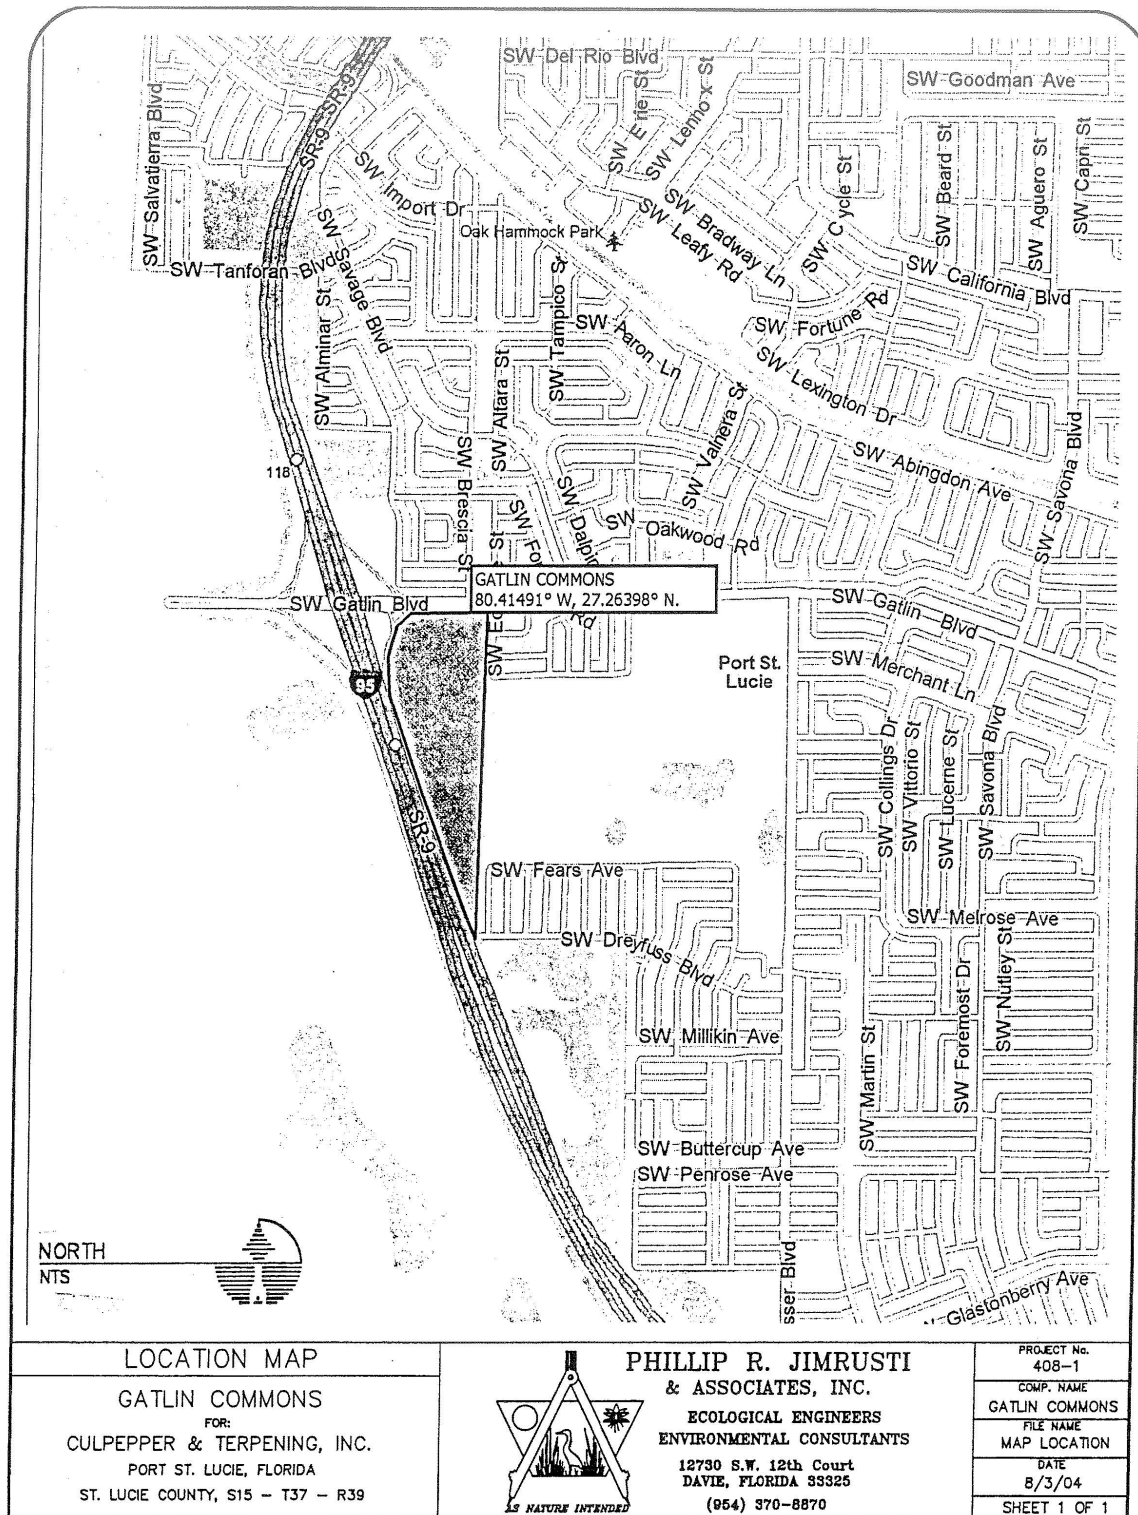 SW Del Rio Blvd
SW Goodman Ave
SW Salvatierra Blvd
SR-9
SR-9
SW Erie St
SW Lennox St
SW Import Dr
Oak Hammock Park
SW Bradway Ln
SW Leafy Rd
SW Cycle St
SW Beard St
SW Aguero St
SW Capri St
SW Tanforan Blvd
SW Savage Blvd
SW California Blvd
SW Fortune Rd
SW Alminar St
SW Tampico St
SW Aaron Ln
SW Lexington Dr
SW Altara St
SW Valnera St
SW Abingdon Ave
SW Savona Blvd
118
SW Brescia St
SW Dalpin
SW Fo
SW Oakwood Rd
GATLIN COMMONS
80.41491° W, 27.26398° N.
SW Gatlin Blvd
SW Gatlin Blvd
SW Ed
St
Rd
Port St.
Lucie
SW Merchant Ln
95
SW Collings Dr
SW Vittorio St
SW Lucerne St
SW Savona Blvd
SR-9
SW Fears Ave
SW Melrose Ave
SW Dreyfuss Blvd
SW Nutley St
SW Foremost Dr
SW Millikin Ave
SW Martin St
SW Buttercup Ave
SW Penrose Ave
sser Blvd
Glastonberry Ave
NORTH
NTS
LOCATION MAP
GATLIN COMMONS
FOR:
CULPEPPER & TERPENING, INC.
PORT ST. LUCIE, FLORIDA
ST. LUCIE COUNTY, S15 - T37 - R39
AS NATURE INTENDED
PHILLIP R. JIMRUSTI
& ASSOCIATES, INC.
ECOLOGICAL ENGINEERS
ENVIRONMENTAL CONSULTANTS
12730 S.W. 12th Court
DAVIE, FLORIDA 33325
(954) 370-8870
PROJECT No.
408-1
COMP. NAME
GATLIN COMMONS
FILE NAME
MAP LOCATION
DATE
8/3/04
SHEET 1 OF 1